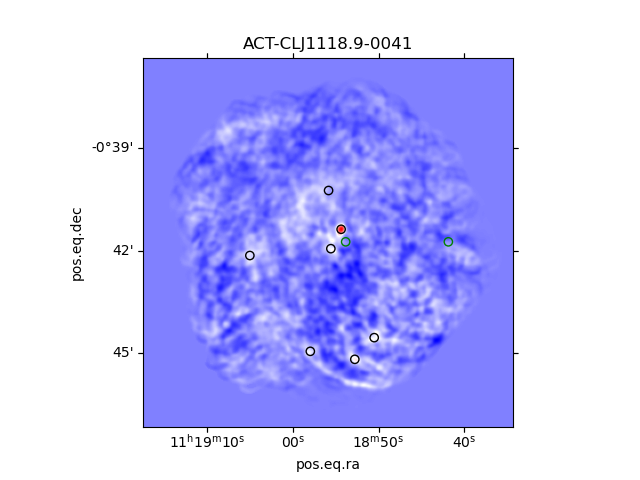 ACT-CLJ1118.9-0041
-0°39'
42'
45'
pos.eq.dec
11ʰ19ᵐ10ˢ 00ˢ 18ᵐ50ˢ 40ˢ
pos.eq.ra